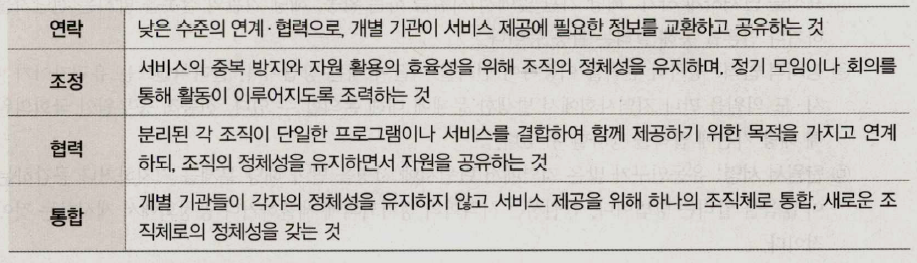 연락 낮은 수준의 연계·협력으로, 개별 기관이 서비스 제공에 필요한 정보를 교환하고 공유하는 것
조정 서비스의 중복 방지와 자원 활용의 효율성을 위해 조직의 정체성을 유지하며, 정기 모임이나 회의를
통해 활동이 이루어지도록 조력하는 것
협력 분리된 각 조직이 단일한 프로그램이나 서비스를 결합하여 함께 제공하기 위한 목적을 가지고 연계
하되, 조직의 정체성을 유지하면서 자원을 공유하는 것
통합 개별 기관들이 각자의 정체성을 유지하지 않고 서비스 제공을 위해 하나의 조직체로 통합, 새로운 조
직체로의 정체성을 갖는 것